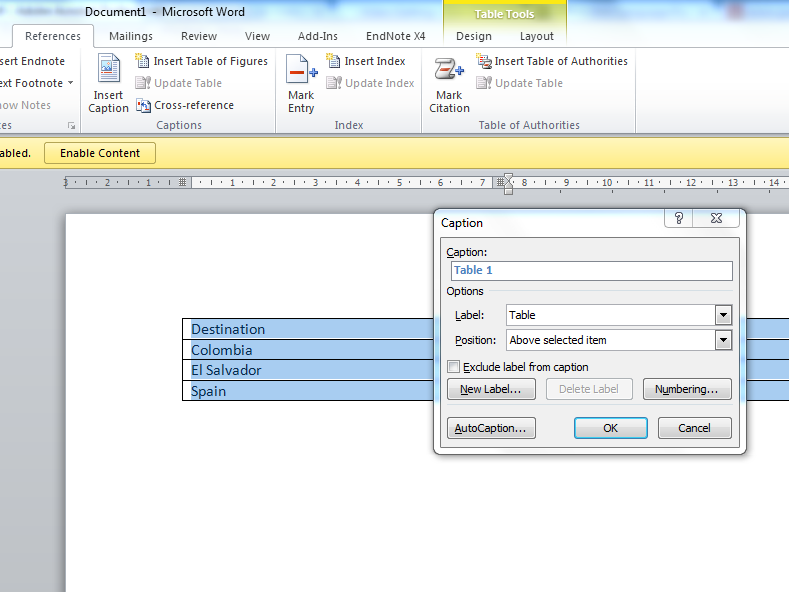 Document1 - Microsoft Word
Table Tools
References Mailings Review View Add-Ins EndNote X4 Design Layout
sert Endnote
ext Footnote
ow Notes
es
Insert Caption
Insert Table of Figures
Update Table
Cross-reference
Captions
Mark Entry
Insert Index
Update Index
Index
Mark Citation
Insert Table of Authorities
Update Table
Table of Authorities
abled. Enable Content
3 2 1 1 2 3 4 5 6 7 8 9 10 11 12 13 14
Destination
Colombia
El Salvador
Spain
Caption
?
Caption:
Table 1
Options
Label: Table
Position: Above selected item
Exclude label from caption
New Label... Delete Label Numbering...
AutoCaption... OK Cancel